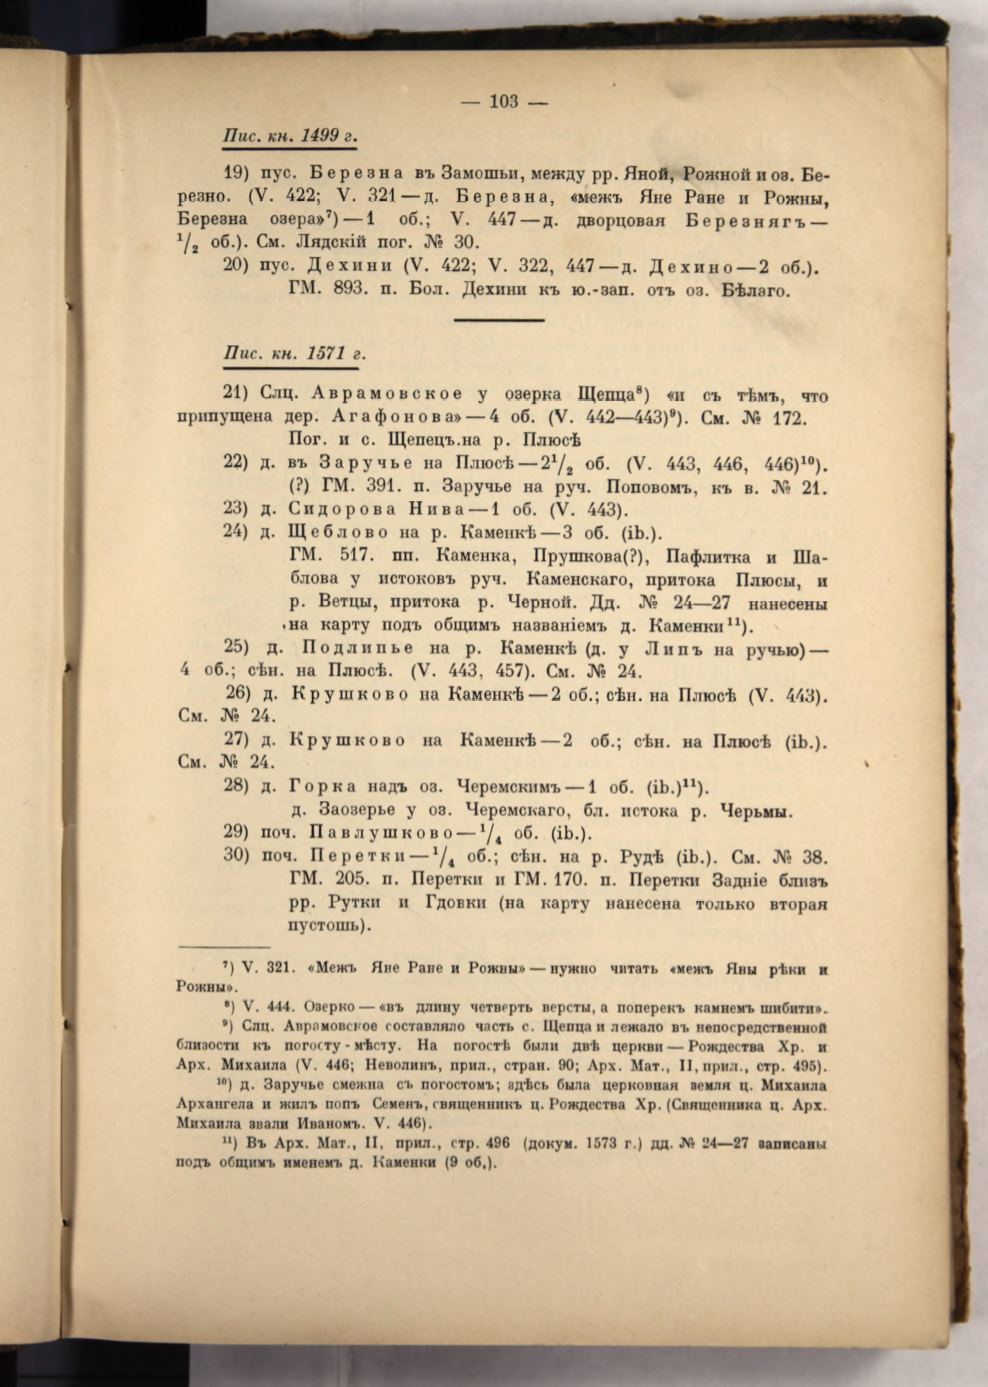 — 103 —
Пис. кн. 1499 г.
19) пус. Березна въ Замошьи, между рр. Яной, Рожной и оз. Бе-
резно. (V. 422; V. 321 — д. Березна, «межъ Яне Ране и Рожны,
Березна озера»⁷) — 1 об.; V. 447 — д. дворцовая Березнягъ —
¹/₂ об.). См. Лядскій пог. № 30.
20) пус. Дехини (V. 422; V. 322, 447 — д. Дехино — 2 об.).
ГМ. 893. п. Бол. Дехини къ ю.-зап. отъ оз. Бѣлаго.
Пис. кн. 1571 г.
21) Слц. Аврамовское у озерка Щепца⁸) «и съ тѣмъ, что
припущена дер. Агафонова» — 4 об. (V. 442—443)⁹). См. № 172.
Пог. и с. Щепецъ.на р. Плюсѣ
22) д. въ Заручье на Плюсѣ — 2¹/₂ об. (V. 443, 446, 446)¹⁰).
(?) ГМ. 391. п. Заручье на руч. Поповомъ, къ в. № 21.
23) д. Сидорова Нива — 1 об. (V. 443).
24) д. Щеблово на р. Каменкѣ — 3 об. (ib.).
ГМ. 517. пп. Каменка, Прушкова(?), Пафлитка и Ша-
блова у истоковъ руч. Каменскаго, притока Плюсы, и
р. Ветцы, притока р. Черной. Дд. № 24—27 нанесены
на карту подъ общимъ названіемъ д. Каменки¹¹).
25) д. Подлипье на р. Каменкѣ (д. у Липъ на ручью) —
4 об.; сѣн. на Плюсѣ. (V. 443, 457). См. № 24.
26) д. Крушково на Каменкѣ — 2 об.; сѣн. на Плюсѣ (V. 443).
См. № 24.
27) д. Крушково на Каменкѣ — 2 об.; сѣн. на Плюсѣ (ib.).
См. № 24.
28) д. Горка надъ оз. Черемскимъ — 1 об. (ib.)¹¹).
д. Заозерье у оз. Черемскаго, бл. истока р. Черьмы.
29) поч. Павлушково — ¹/₄ об. (ib.).
30) поч. Перетки — ¹/₄ об.; сѣн. на р. Рудѣ (ib.). См. № 38.
ГМ. 205. п. Перетки и ГМ. 170. п. Перетки Задніе близъ
рр. Рутки и Гдовки (на карту нанесена только вторая
пустошь).
⁷) V. 321. «Межъ Яне Ране и Рожны» — нужно читать «межъ Яны рѣки и
Рожны».
⁸) V. 444. Озерко — «въ длину четверть версты, а поперекъ камнемъ шибити».
⁹) Слц. Аврамовское составляло часть с. Щепца и лежало въ непосредственной
близости къ погосту-мѣсту. На погостѣ были двѣ церкви — Рождества Хр. и
Арх. Михаила (V. 446; Неволинъ, прил., стран. 90; Арх. Мат., II, прил., стр. 495).
¹⁰) д. Заручье смежна съ погостомъ; здѣсь была церковная земля ц. Михаила
Архангела и жилъ попъ Семенъ, священникъ ц. Рождества Хр. (Священника ц. Арх.
Михаила звали Иваномъ. V. 446).
¹¹) Въ Арх. Мат., II, прил., стр. 496 (докум. 1573 г.) дд. № 24—27 записаны
подъ общимъ именемъ д. Каменки (9 об.).